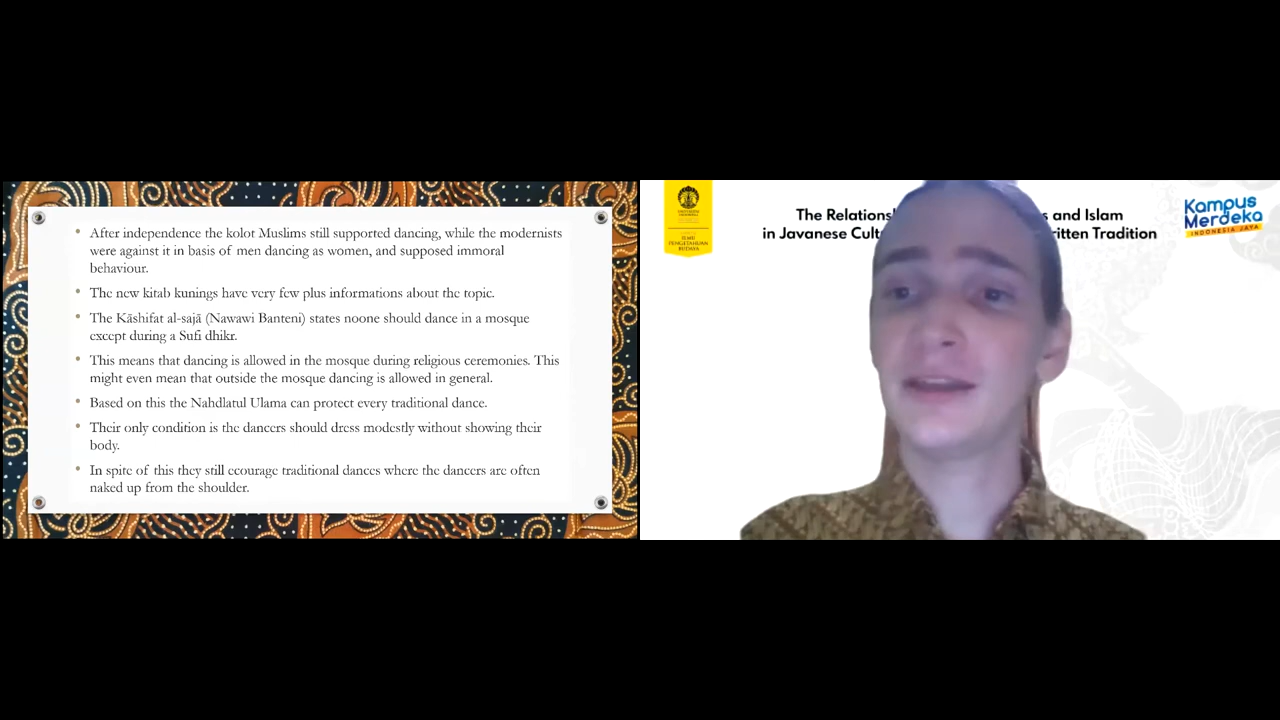 After independence the kolot Muslims still supported dancing, while the modernists
were against it in basis of men dancing as women, and supposed immoral
behaviour.
The new kitab kunings have very few plus informations about the topic.
The Kāshifat al-sajā (Nawawi Banteni) states noone should dance in a mosque
except during a Sufi dhikr.
This means that dancing is allowed in the mosque during religious ceremonies. This
might even mean that outside the mosque dancing is allowed in general.
Based on this the Nahdlatul Ulama can protect every traditional dance.
Their only condition is the dancers should dress modestly without showing their
body.
In spite of this they still ecourage traditional dances where the dancers are often
naked up from the shoulder.
The and Islam
in Javanese Tradition
Kampus
Merdeka
INDONESIA JAYA
ILMU
PENGETAHUAN
BUDAYA